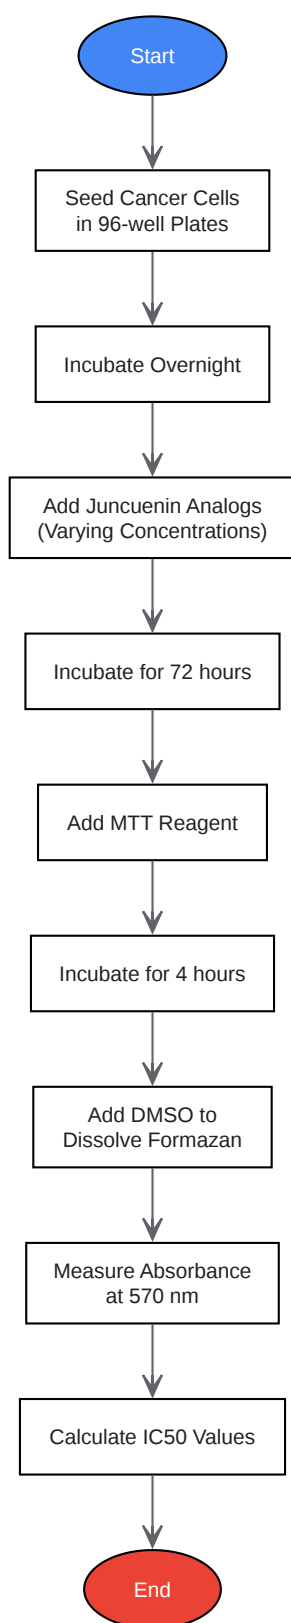 Start
Seed Cancer Cells
in 96-well Plates
Incubate Overnight
Add Juncuenin Analogs
(Varying Concentrations)
Incubate for 72 hours
Add MTT Reagent
Incubate for 4 hours
Add DMSO to
Dissolve Formazan
Measure Absorbance
at 570 nm
Calculate IC50 Values
End